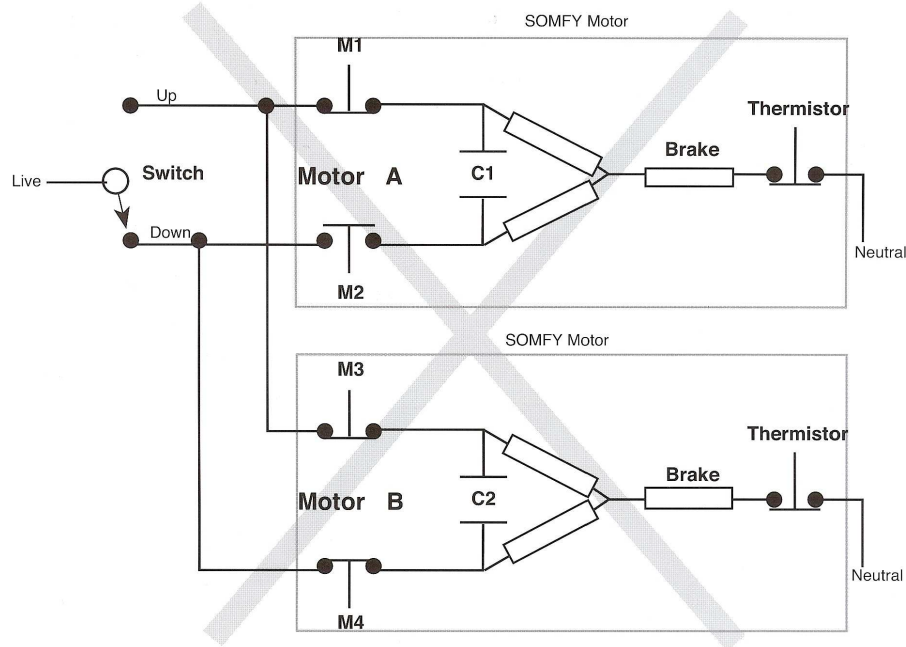 SOMFY Motor
M1
Up
Thermistor
Brake
Switch
Motor A
C1
Live
Down
Neutral
M2
SOMFY Motor
M3
Thermistor
Brake
Motor B
C2
Neutral
M4